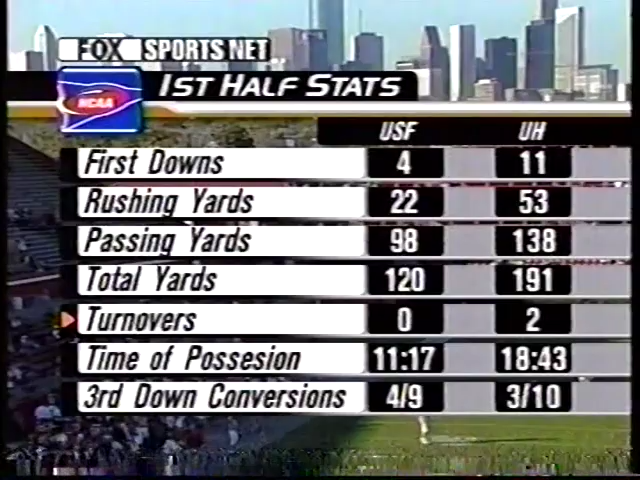 FOX SPORTS NET
NCAA
1ST HALF STATS
USF UH
First Downs 4 11
Rushing Yards 22 53
Passing Yards 98 138
Total Yards 120 191
Turnovers 0 2
Time of Possesion 11:17 18:43
3rd Down Conversions 4/9 3/10